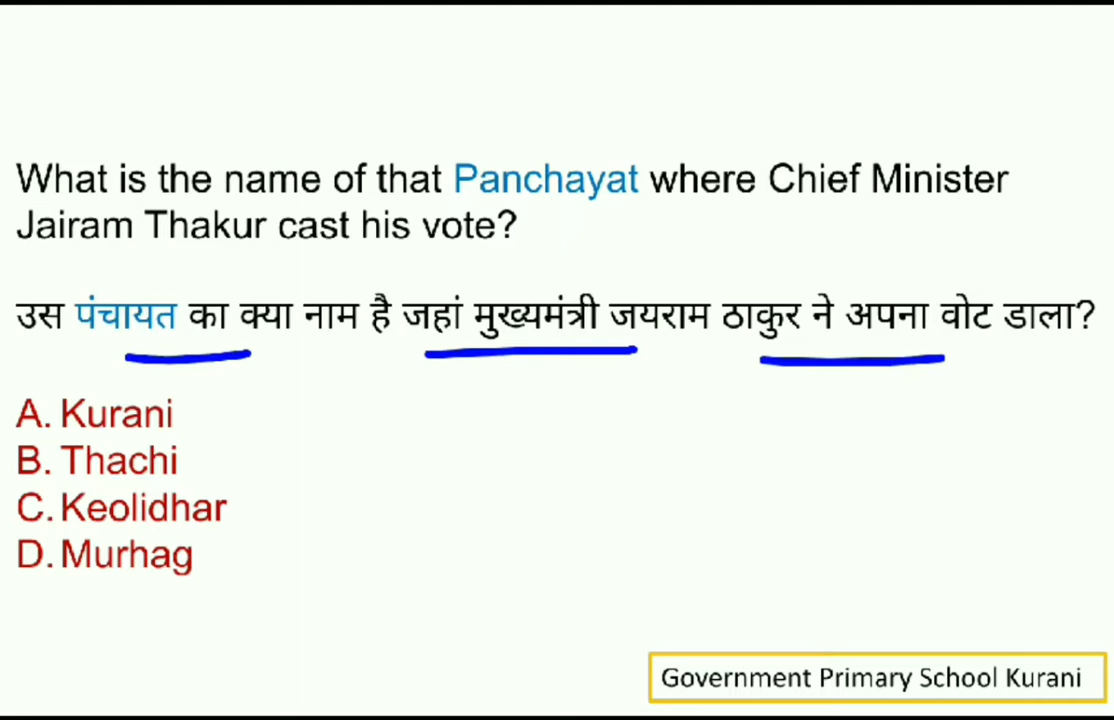 What is the name of that Panchayat where Chief Minister
Jairam Thakur cast his vote?
उस पंचायत का क्या नाम है जहां मुख्यमंत्री जयराम ठाकुर ने अपना वोट डाला?
A. Kurani
B. Thachi
C. Keolidhar
D. Murhag
Government Primary School Kurani